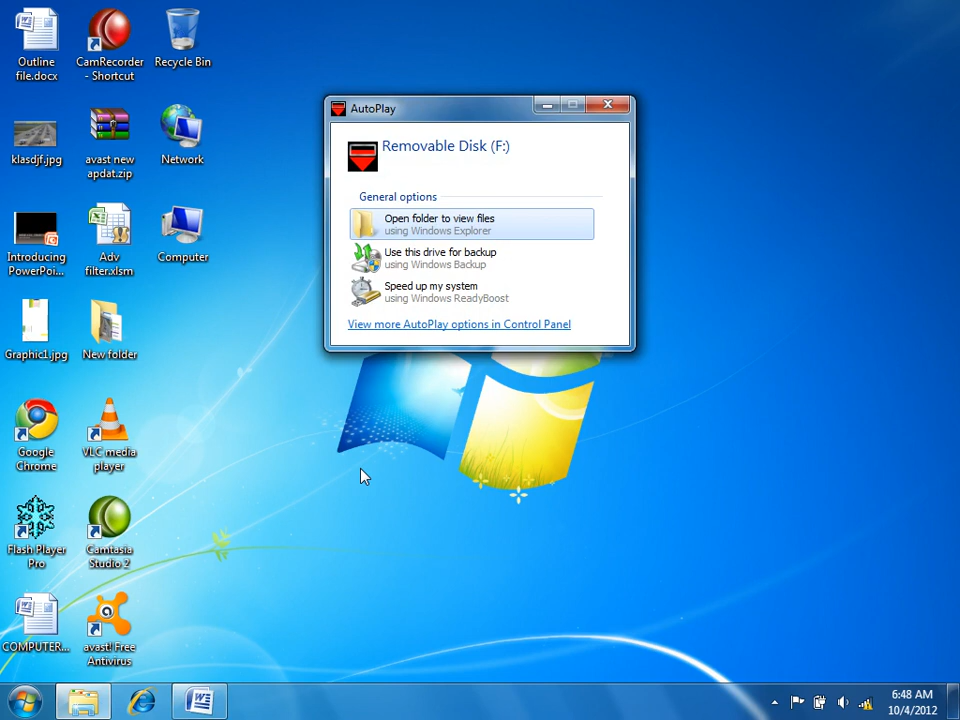 Outline
file.docx
CamRecorder
- Shortcut
Recycle Bin
klasdjf.jpg
avast new
apdat.zip
Network
Introducing
PowerPoi...
Adv
filter.xlsm
Computer
Graphic1.jpg
New folder
Google
Chrome
VLC media
player
Flash Player
Pro
Camtasia
Studio 2
COMPUTER...
avast! Free
Antivirus
AutoPlay
Removable Disk (F:)
General options
Open folder to view files
using Windows Explorer
Use this drive for backup
using Windows Backup
Speed up my system
using Windows ReadyBoost
View more AutoPlay options in Control Panel
6:48 AM
10/4/2012